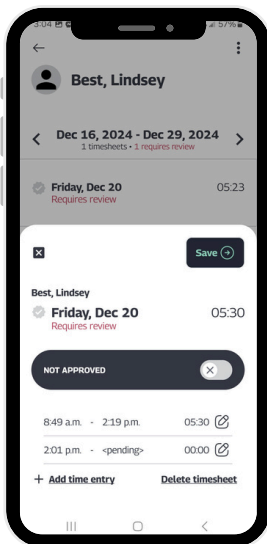 3:04
57%
Best, Lindsey
Dec 16, 2024 - Dec 29, 2024
1 timesheets • 1 requires review
Friday, Dec 20 05:23
Requires review
Save
Best, Lindsey
Friday, Dec 20 05:30
Requires review
NOT APPROVED
8:49 a.m. - 2:19 p.m. 05:30
2:01 p.m. - <pending> 00:00
+ Add time entry Delete timesheet